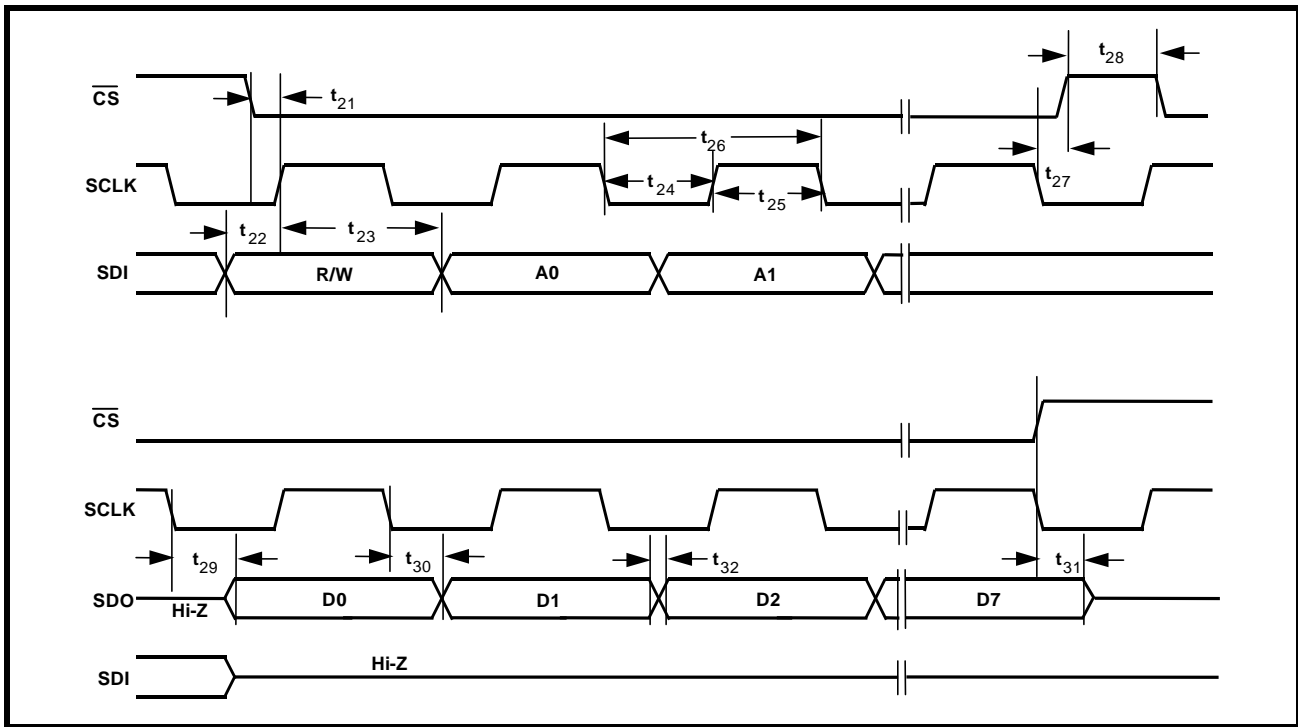 CS
t21
t28
SCLK
t26
t24
t25
t27
SDI
t22
t23
R/W
A0
A1
CS
SCLK
t29
t30
t32
t31
SDO
Hi-Z
D0
D1
D2
D7
SDI
Hi-Z